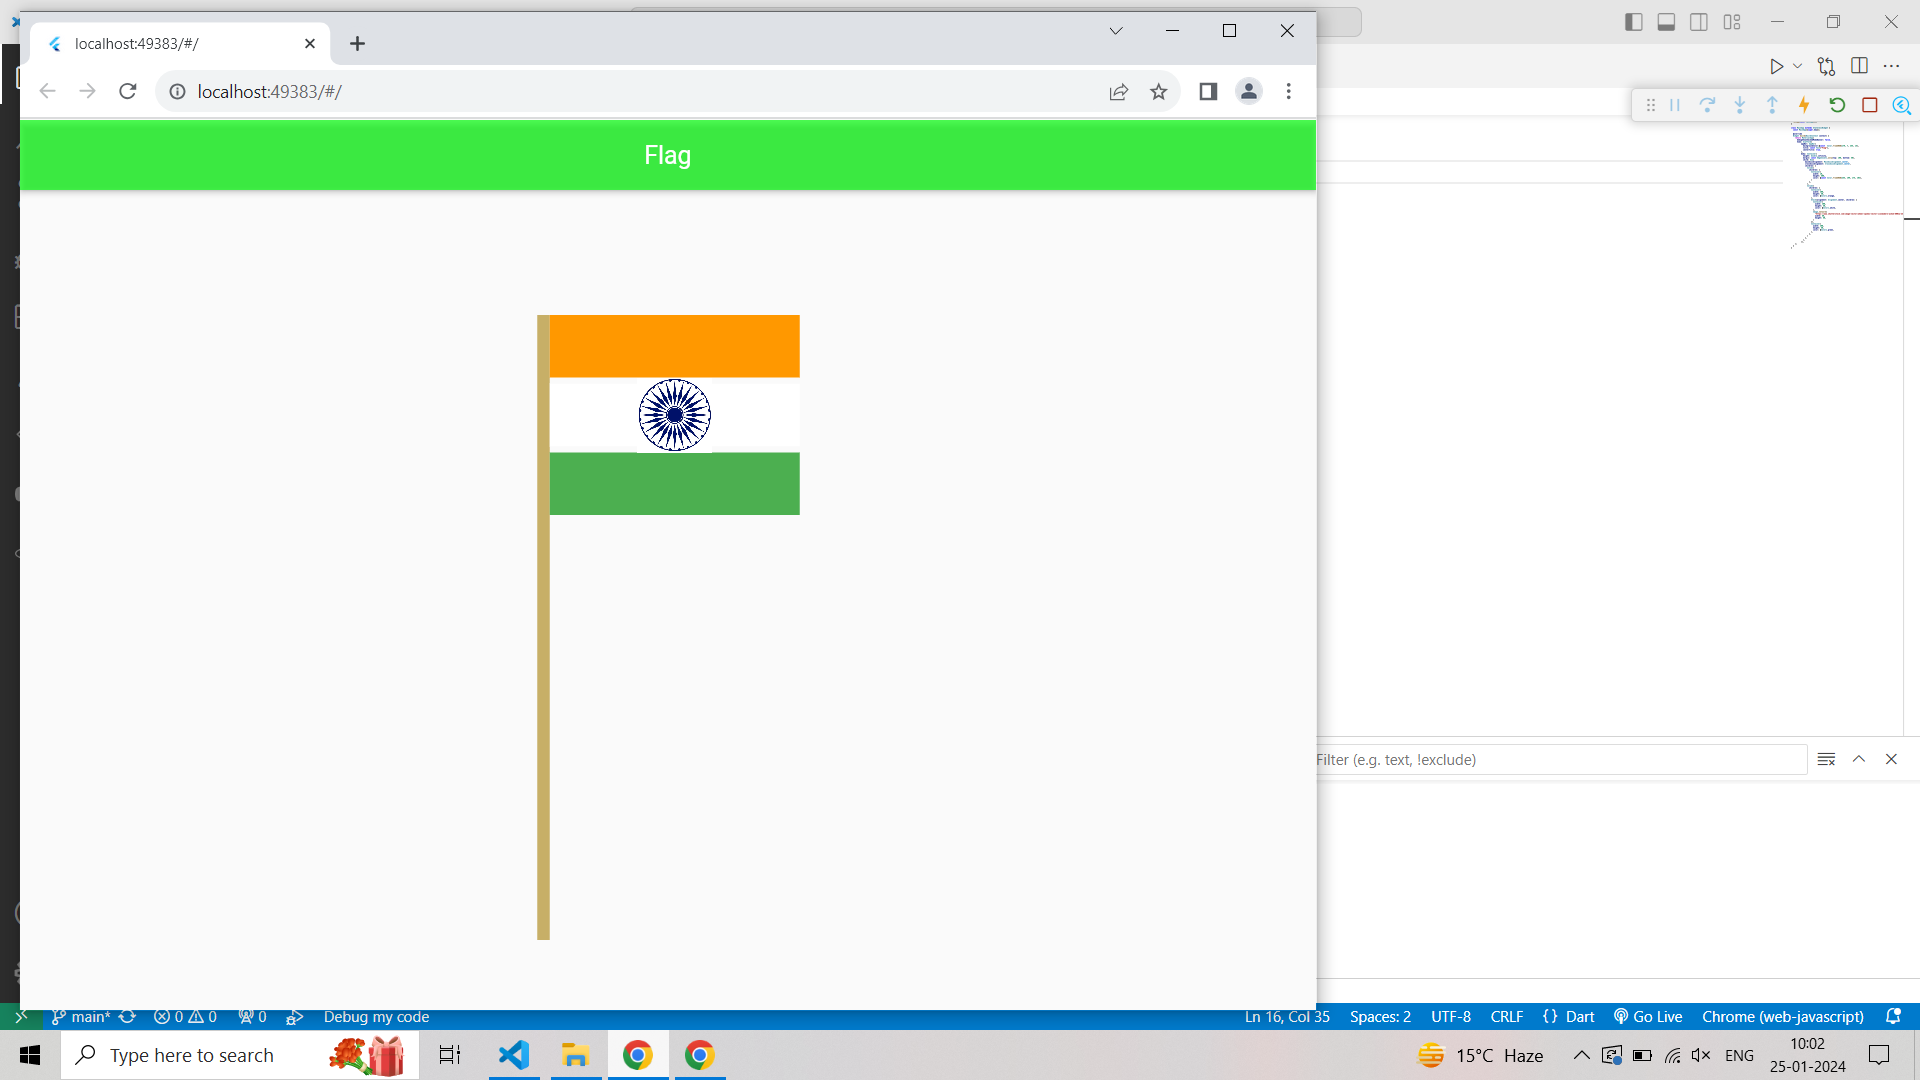 localhost:49383/#/
localhost:49383/#/
Flag
Filter (e.g. text, !exclude)
main* 0 0 0 Debug my code
Ln 16, Col 35 Spaces: 2 UTF-8 CRLF {} Dart Go Live Chrome (web-javascript)
Type here to search
15°C Haze
ENG
10:02
25-01-2024